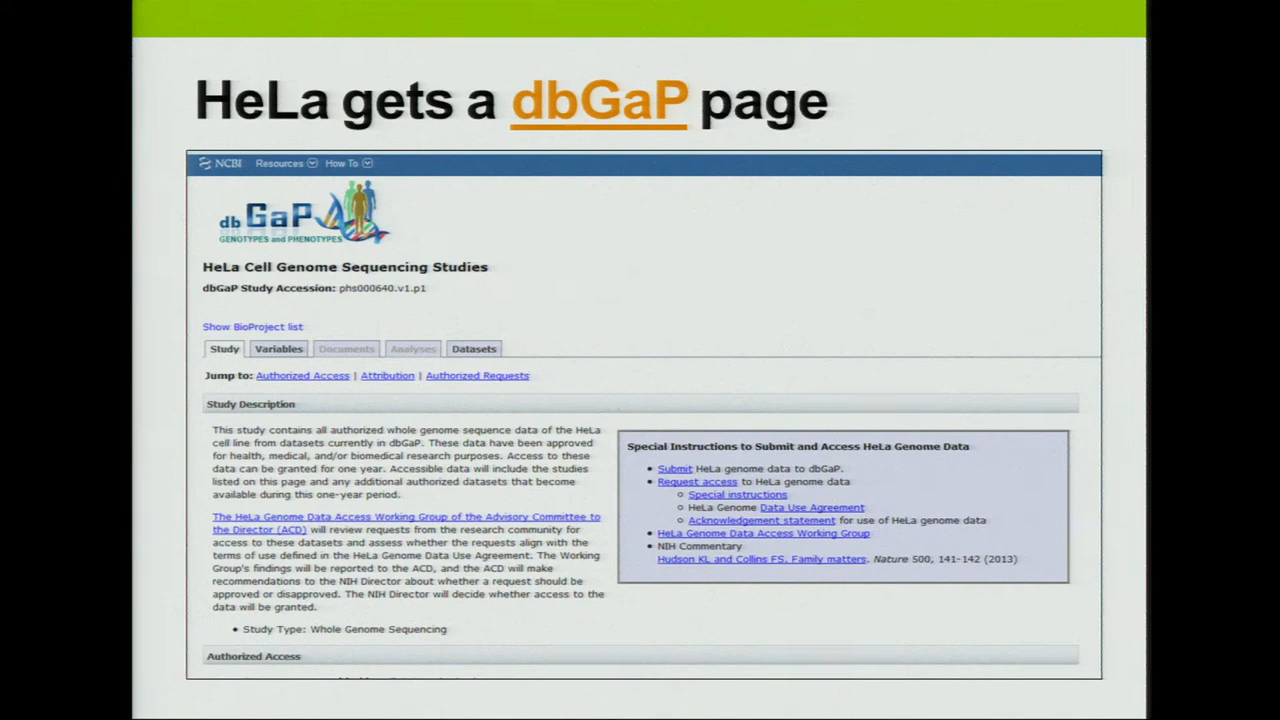 HeLa gets a dbGaP page
NCBI Resources How To
db GaP
GENOTYPES and PHENOTYPES
HeLa Cell Genome Sequencing Studies
dbGaP Study Accession: phs000640.v1.p1
Show BioProject list
Study Variables Documents Analyses Datasets
Jump to: Authorized Access | Attribution | Authorized Requests
Study Description
This study contains all authorized whole genome sequence data of the HeLa
cell line from datasets currently in dbGaP. These data have been approved
for health, medical, and/or biomedical research purposes. Access to these
data can be granted for one year. Accessible data will include the studies
listed on this page and any additional authorized datasets that become
available during this one-year period.
The HeLa Genome Data Access Working Group of the Advisory Committee to
the Director (ACD) will review requests from the research community for
access to these datasets and assess whether the requests align with the
terms of use defined in the HeLa Genome Data Use Agreement. The Working
Group's findings will be reported to the ACD, and the ACD will make
recommendations to the NIH Director about whether a request should be
approved or disapproved. The NIH Director will decide whether access to the
data will be granted.
• Study Type: Whole Genome Sequencing
Special Instructions to Submit and Access HeLa Genome Data
• Submit HeLa genome data to dbGaP.
• Request access to HeLa genome data
○ Special instructions
○ HeLa Genome Data Use Agreement
○ Acknowledgement statement for use of HeLa genome data
• HeLa Genome Data Access Working Group
• NIH Commentary
Hudson KL and Collins FS. Family matters. Nature 500, 141-142 (2013)
Authorized Access